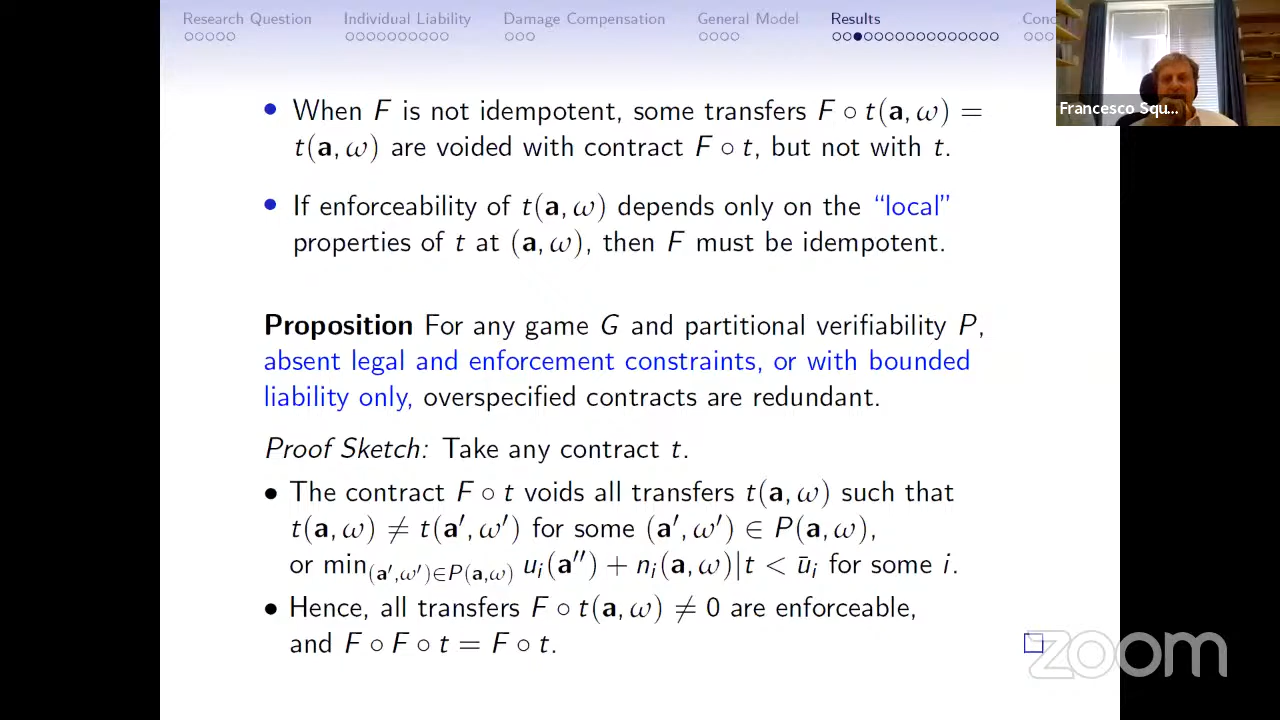 Research Question Individual Liability Damage Compensation General Model Results
Francesco Squ...
• When F is not idempotent, some transfers F ∘ t(a, ω) =
t(a, ω) are voided with contract F ∘ t, but not with t.
• If enforceability of t(a, ω) depends only on the “local”
properties of t at (a, ω), then F must be idempotent.
Proposition For any game G and partitional verifiability P,
absent legal and enforcement constraints, or with bounded
liability only, overspecified contracts are redundant.
Proof Sketch: Take any contract t.
• The contract F ∘ t voids all transfers t(a, ω) such that
t(a, ω) ≠ t(a′, ω′) for some (a′, ω′) ∈ P(a, ω),
or min₍a′,ω′₎∈P(a,ω) uᵢ(a″) + nᵢ(a, ω)|t < ūᵢ for some i.
• Hence, all transfers F ∘ t(a, ω) ≠ 0 are enforceable,
and F ∘ F ∘ t = F ∘ t.
zoom